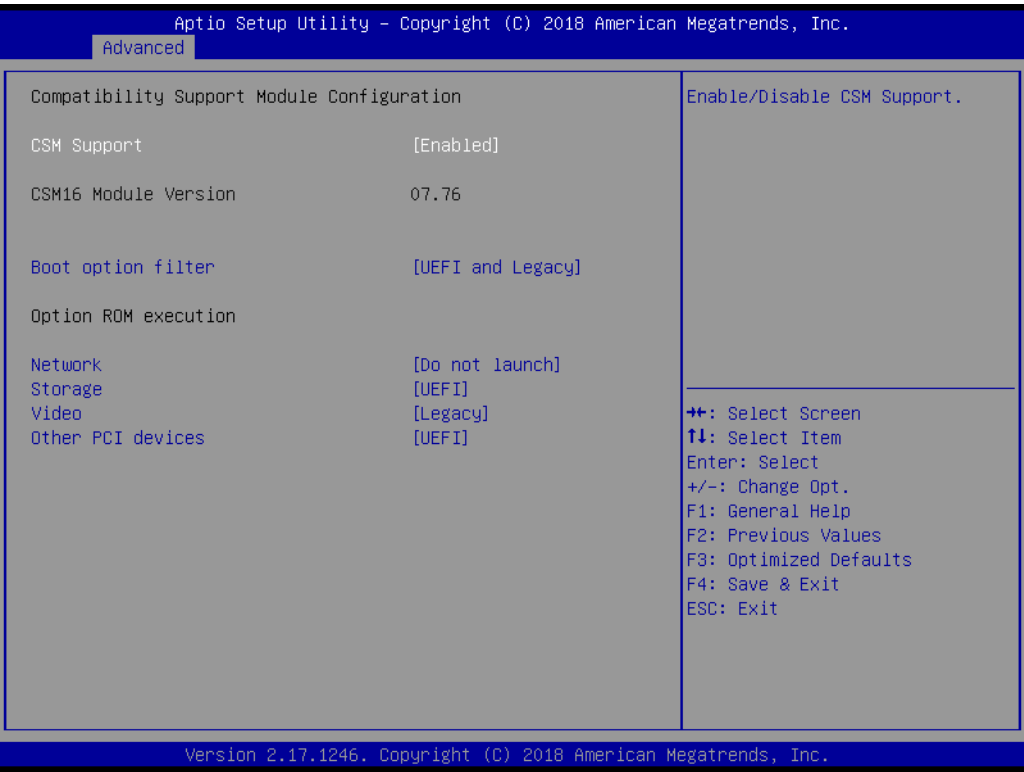 Aptio Setup Utility – Copyright (C) 2018 American Megatrends, Inc.
Advanced
Compatibility Support Module Configuration
CSM Support [Enabled]
CSM16 Module Version 07.76
Boot option filter [UEFI and Legacy]
Option ROM execution
Network [Do not launch]
Storage [UEFI]
Video [Legacy]
Other PCI devices [UEFI]
Enable/Disable CSM Support.
→←: Select Screen
↑↓: Select Item
Enter: Select
+/-: Change Opt.
F1: General Help
F2: Previous Values
F3: Optimized Defaults
F4: Save & Exit
ESC: Exit
Version 2.17.1246. Copyright (C) 2018 American Megatrends, Inc.